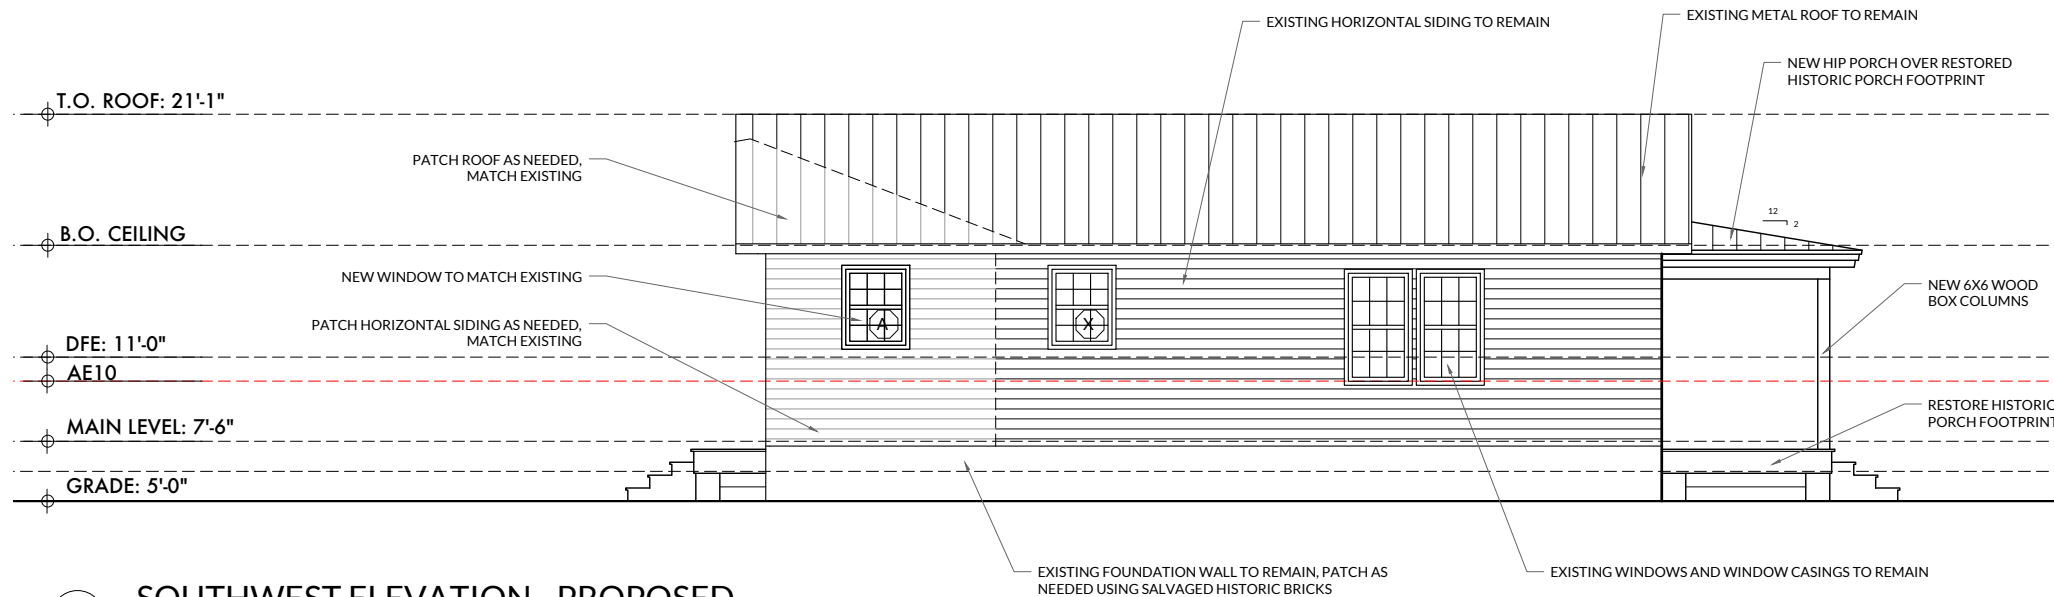 EXISTING HORIZONTAL SIDING TO REMAIN
EXISTING METAL ROOF TO REMAIN
NEW HIP PORCH OVER RESTORED
HISTORIC PORCH FOOTPRINT
T.O. ROOF: 21'-1"
PATCH ROOF AS NEEDED,
MATCH EXISTING
12
2
B.O. CEILING
NEW WINDOW TO MATCH EXISTING
NEW 6X6 WOOD
BOX COLUMNS
PATCH HORIZONTAL SIDING AS NEEDED,
MATCH EXISTING
A
X
DFE: 11'-0"
AE10
RESTORE HISTORIC
PORCH FOOTPRINT
MAIN LEVEL: 7'-6"
GRADE: 5'-0"
EXISTING FOUNDATION WALL TO REMAIN, PATCH AS
NEEDED USING SALVAGED HISTORIC BRICKS
EXISTING WINDOWS AND WINDOW CASINGS TO REMAIN
SOUTHWEST ELEVATION - PROPOSED